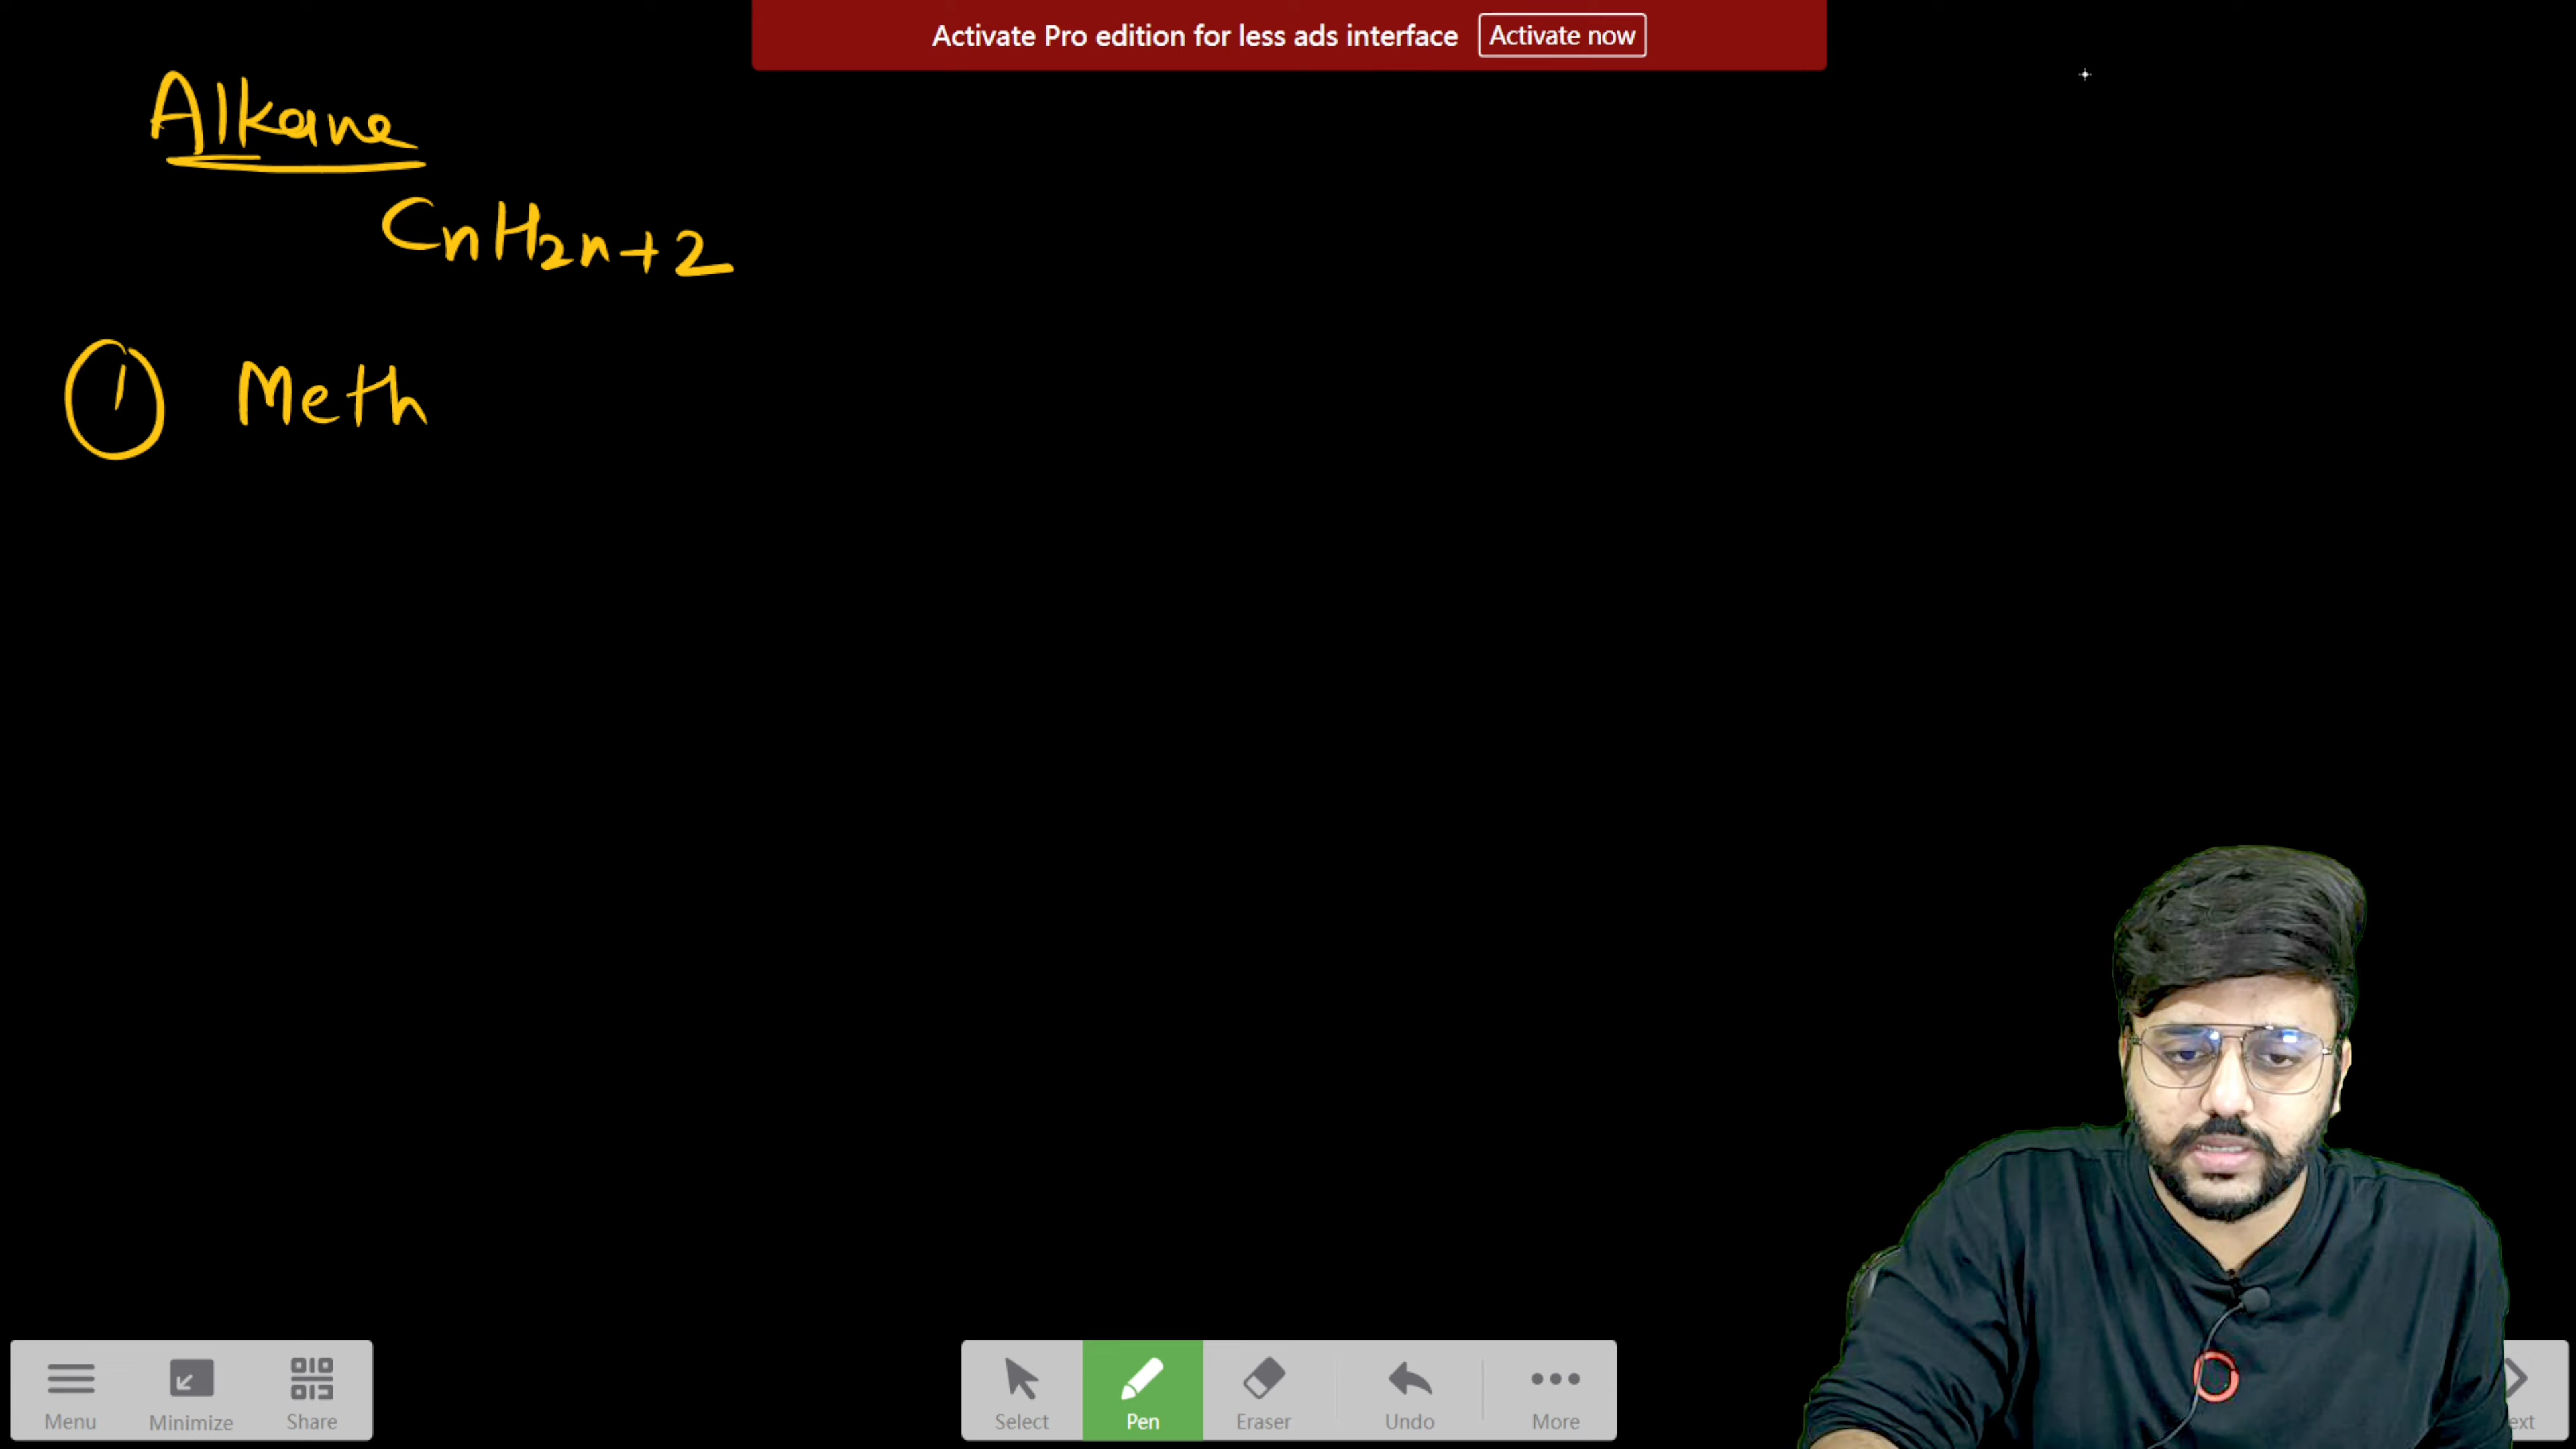 Activate Pro edition for less ads interface Activate now
Alkane
CnH2n+2
1 Meth
Menu Minimize Share Select Pen Eraser Undo More ext